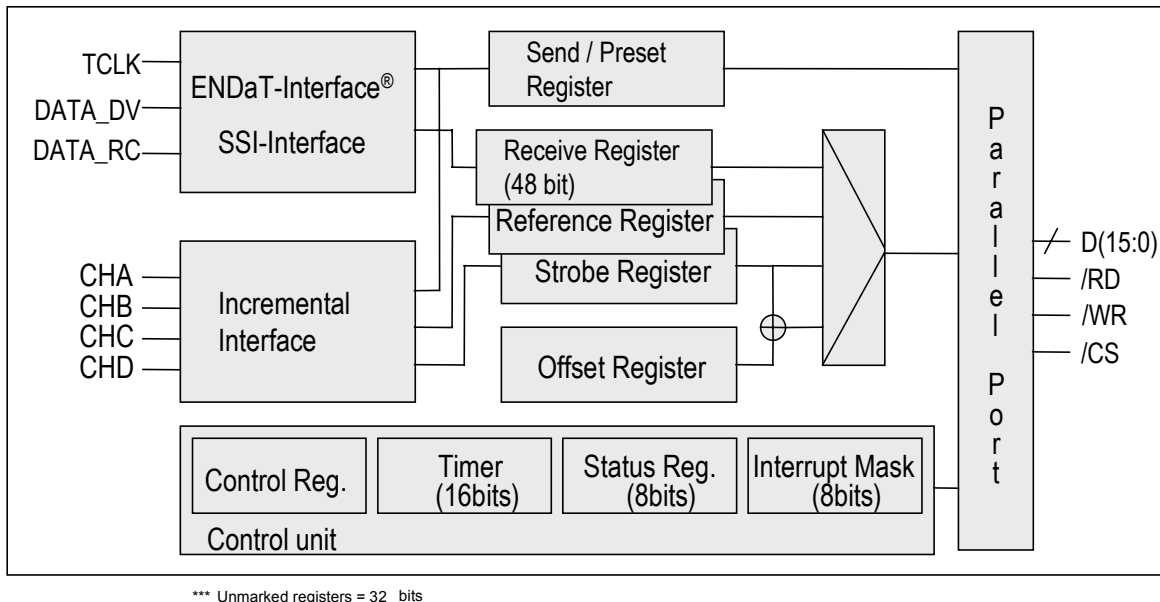 TCLK
DATA_DV
DATA_RC
ENDaT-Interface®
SSI-Interface
Send / Preset
Register
Receive Register
(48 bit)
Reference Register
Strobe Register
Offset Register
CHA
CHB
CHC
CHD
Incremental
Interface
Parallel Port
D(15:0)
/RD
/WR
/CS
Control Reg.
Timer
(16bits)
Status Reg.
(8bits)
Interrupt Mask
(8bits)
Control unit
*** Unmarked registers = 32 bits